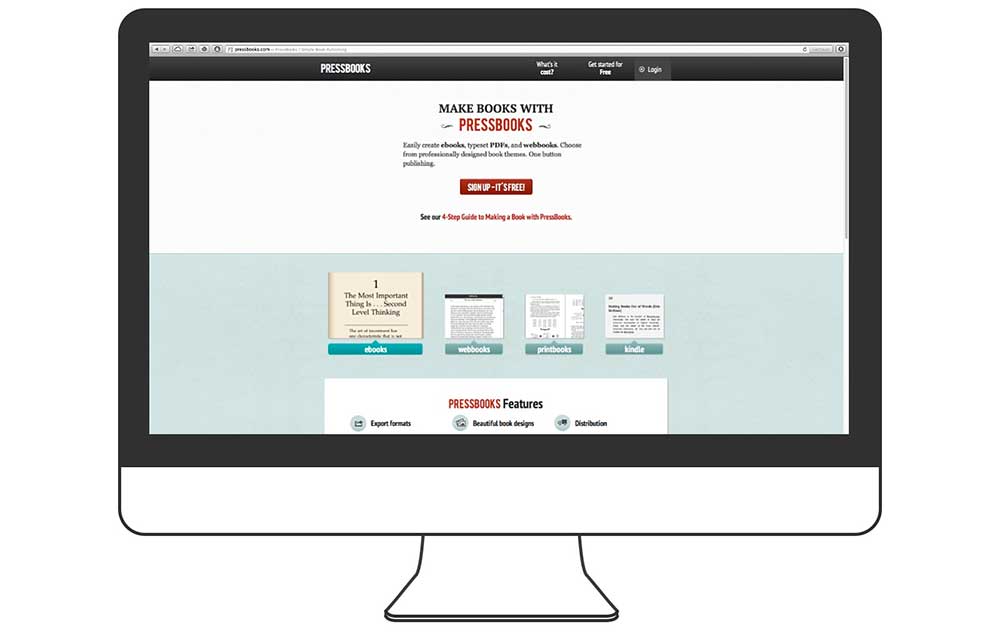 pressbooks.com — PressBooks / Simple Book Publishing
PRESSBOOKS
What's it
cost?
Get started for
Free
Login
MAKE BOOKS WITH
PRESSBOOKS
Easily create ebooks, typeset PDFs, and webbooks. Choose
from professionally designed book themes. One button
publishing.
SIGN UP – IT'S FREE!
See our 4-Step Guide to Making a Book with PressBooks.
1
The Most Important
Thing Is . . . Second
Level Thinking
The art of investment has
one characteristic that is not
ebooks
webbooks
printbooks
kindle
PRESSBOOKS Features
Export formats
Beautiful book designs
Distribution